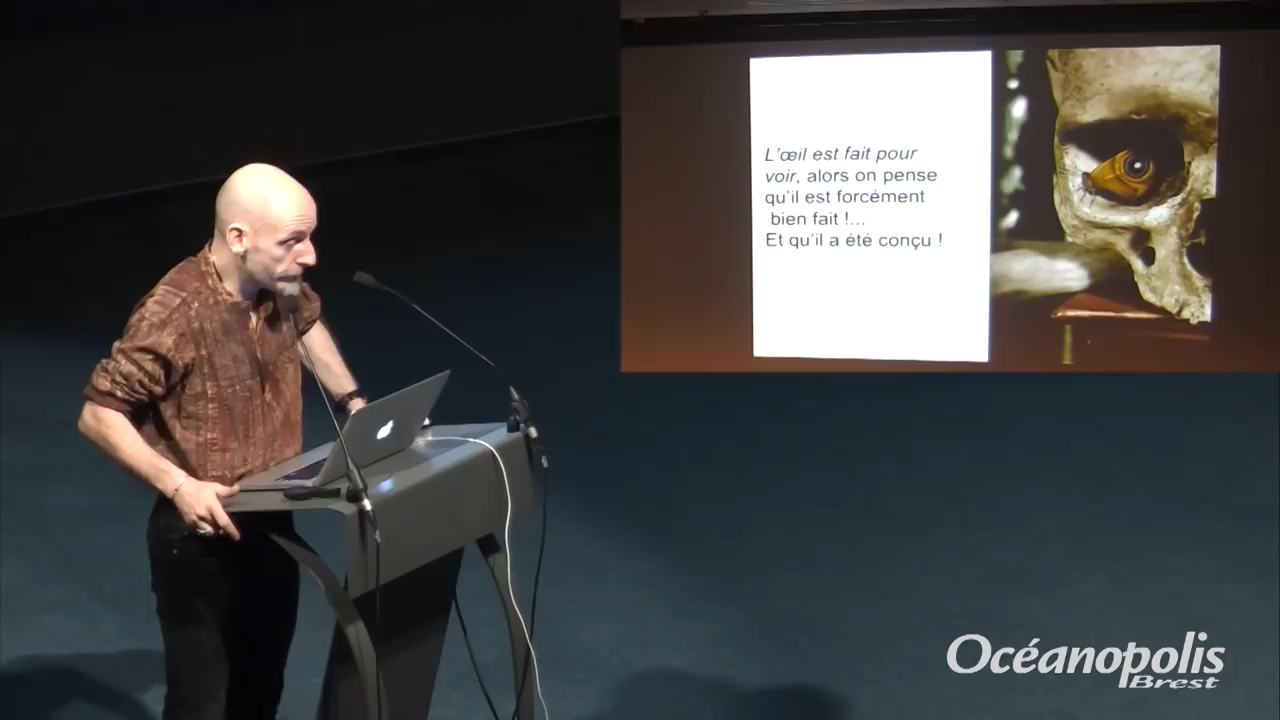 L'œil est fait pour
voir, alors on pense
qu'il est forcément
bien fait !...
Et qu'il a été conçu !
Océanopolis
Brest